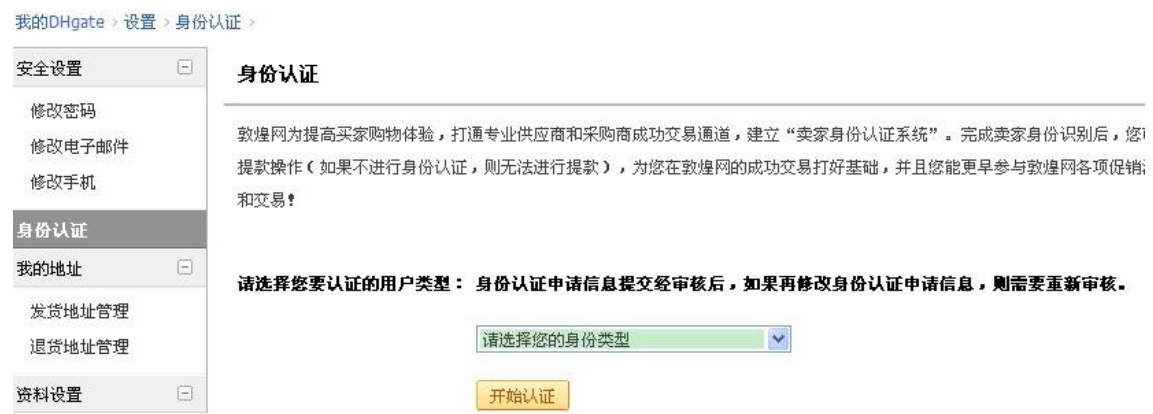 我的DHgate > 设置 > 身份认证 >
安全设置
修改密码
修改电子邮件
修改手机
身份认证
我的地址
发货地址管理
退货地址管理
资料设置
身份认证
敦煌网为提高买家购物体验，打通专业供应商和采购商成功交易通道，建立“卖家身份认证系统”。完成卖家身份识别后，您
提款操作（如果不进行身份认证，则无法进行提款），为您在敦煌网的成功交易打好基础，并且您能更早参与敦煌网各项促销
和交易！
请选择您要认证的用户类型： 身份认证申请信息提交经审核后，如果再修改身份认证申请信息，则需要重新审核。
请选择您的身份类型
开始认证